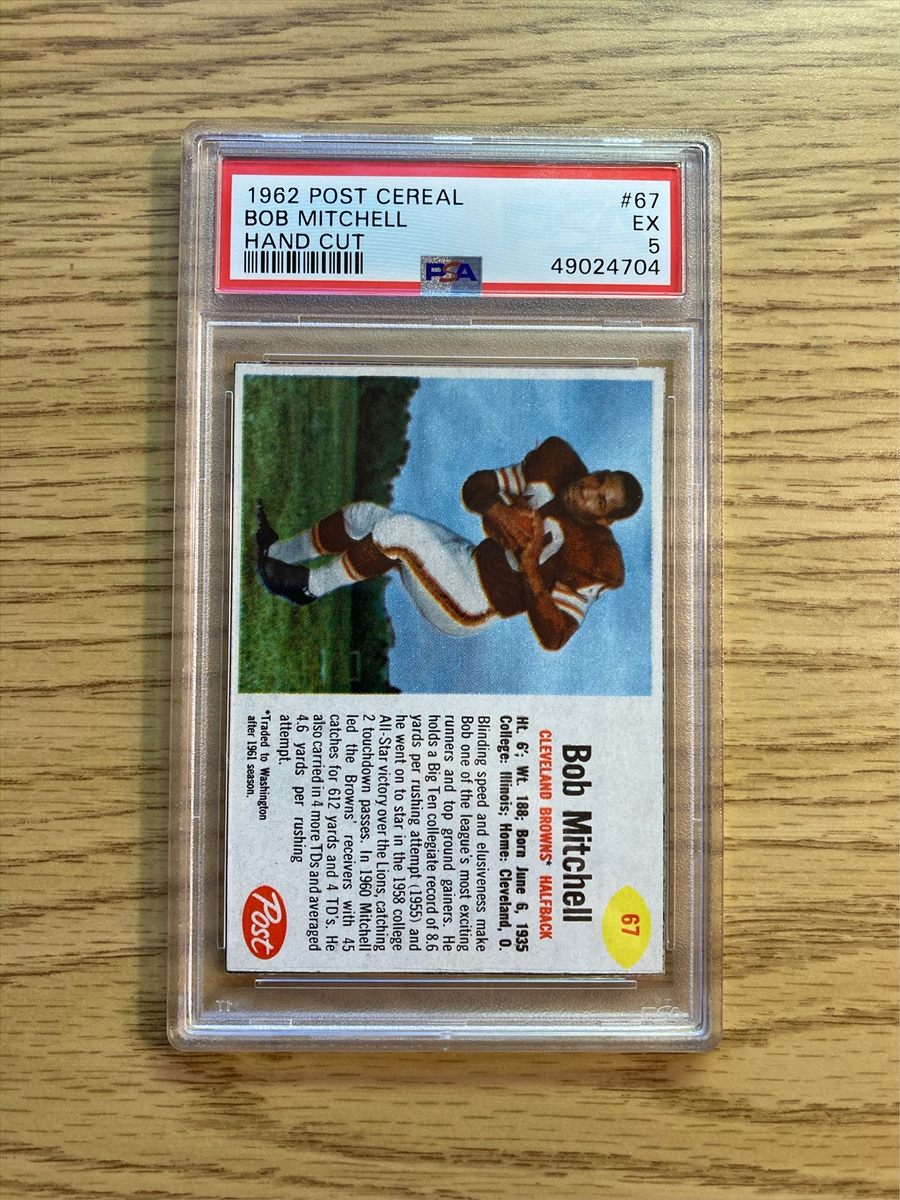 1962 POST CEREAL #67
BOB MITCHELL EX
HAND CUT 5
PSA 49024704
67
Bob Mitchell
CLEVELAND BROWNS* HALFBACK
Ht. 6'; Wt. 188; Born June 6, 1935
College: Illinois; Home: Cleveland, O.
Blinding speed and elusiveness make
Bob one of the league's most exciting
runners and top ground gainers. He
holds a Big Ten collegiate record of 8.6
yards per rushing attempt (1955) and
he went on to star in the 1958 college
All-Star victory over the Lions, catching
2 touchdown passes. In 1960 Mitchell
led the Browns' receivers with 45
catches for 612 yards and 4 TD's. He
also carried in 4 more TDs and averaged
4.6 yards per rushing
attempt.
*Traded to Washington
after 1961 season.
Post
PSA